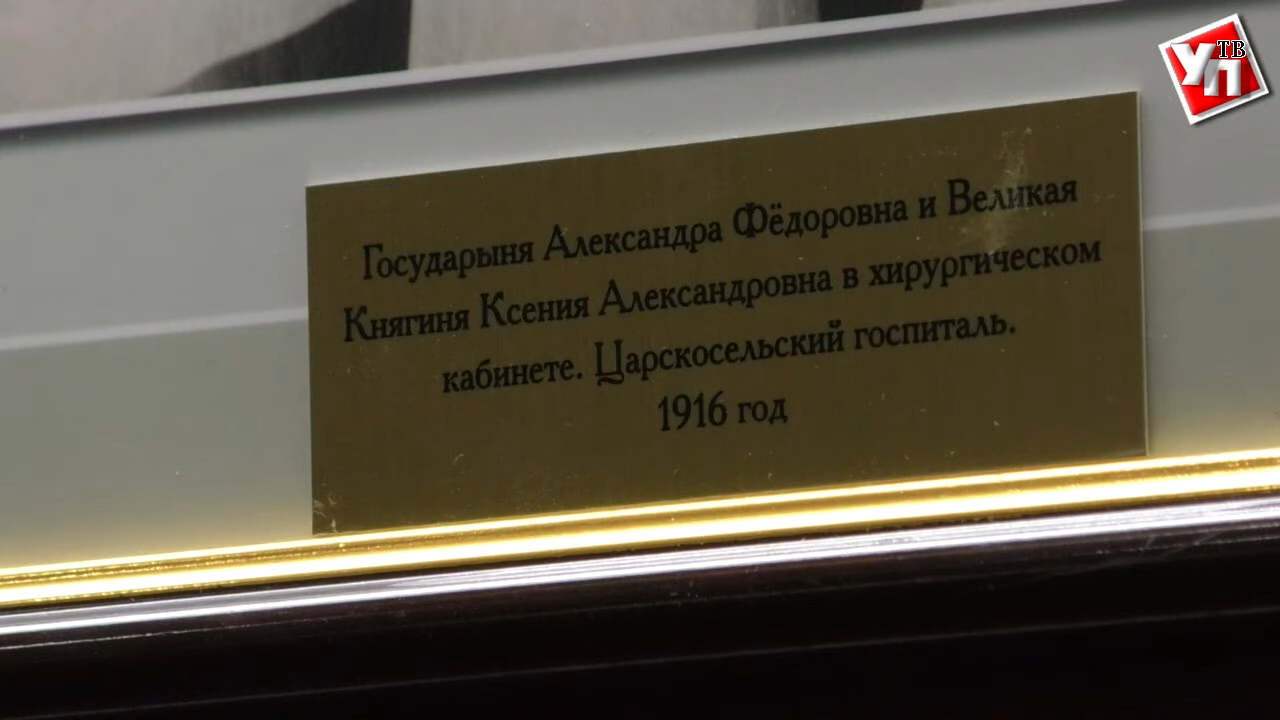 УП ТВ
Государыня Александра Фёдоровна и Великая
Княгиня Ксения Александровна в хирургическом
кабинете. Царскосельский госпиталь.
1916 год